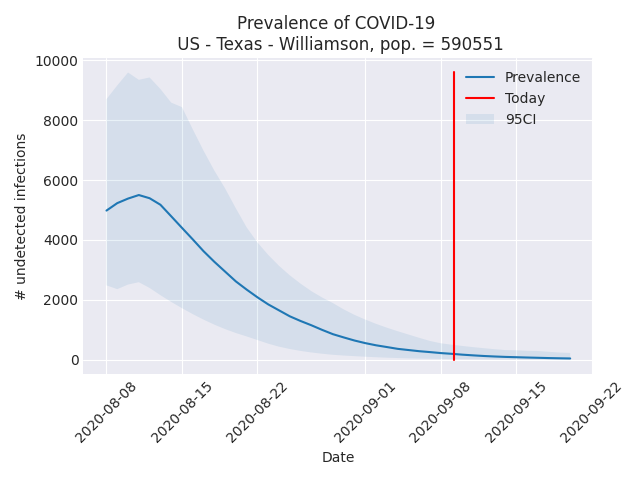 Prevalence of COVID-19
US - Texas - Williamson, pop. = 590551
10000
8000
6000
4000
2000
0
# undetected infections
Prevalence
Today
95CI
2020-08-08
2020-08-15
2020-08-22
2020-09-01
2020-09-08
2020-09-15
2020-09-22
Date